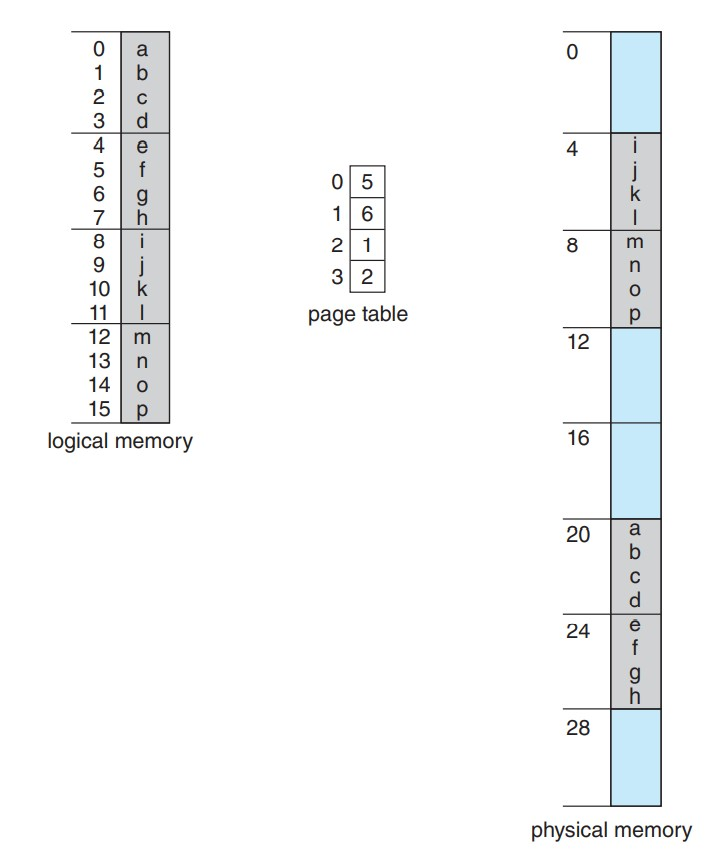 0 a
1 b
2 c
3 d
4 e
5 f
6 g
7 h
8 i
9 j
10 k
11 l
12 m
13 n
14 o
15 p
logical memory
0 5
1 6
2 1
3 2
page table
0
4 i
j
k
l
8 m
n
o
p
12
16
20 a
b
c
d
24 e
f
g
h
28
physical memory